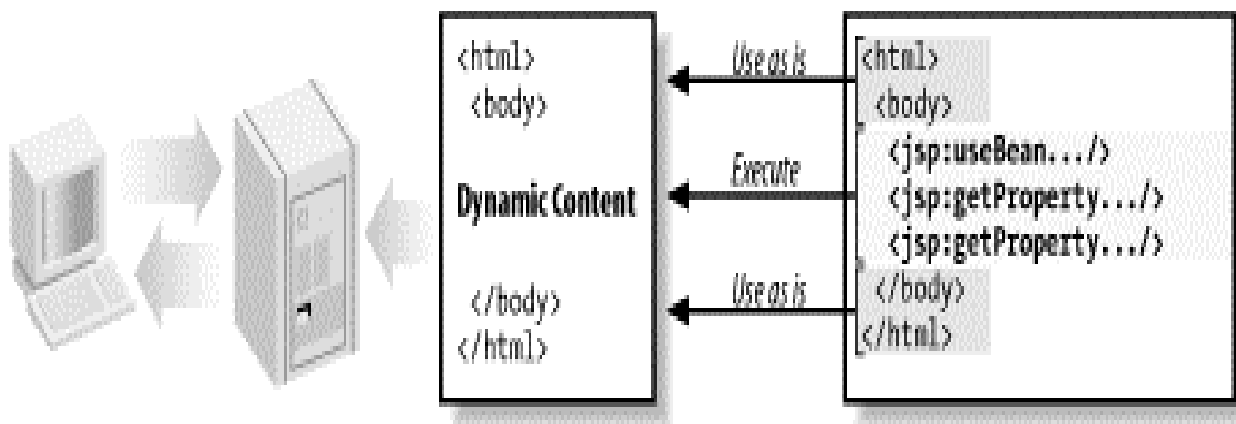 <html>
<body>
Dynamic Content
</body>
</html>
Use as is
Execute
Use as is
<html>
<body>
<jsp:useBean.../>
<jsp:getProperty.../>
<jsp:getProperty.../>
</body>
</html>